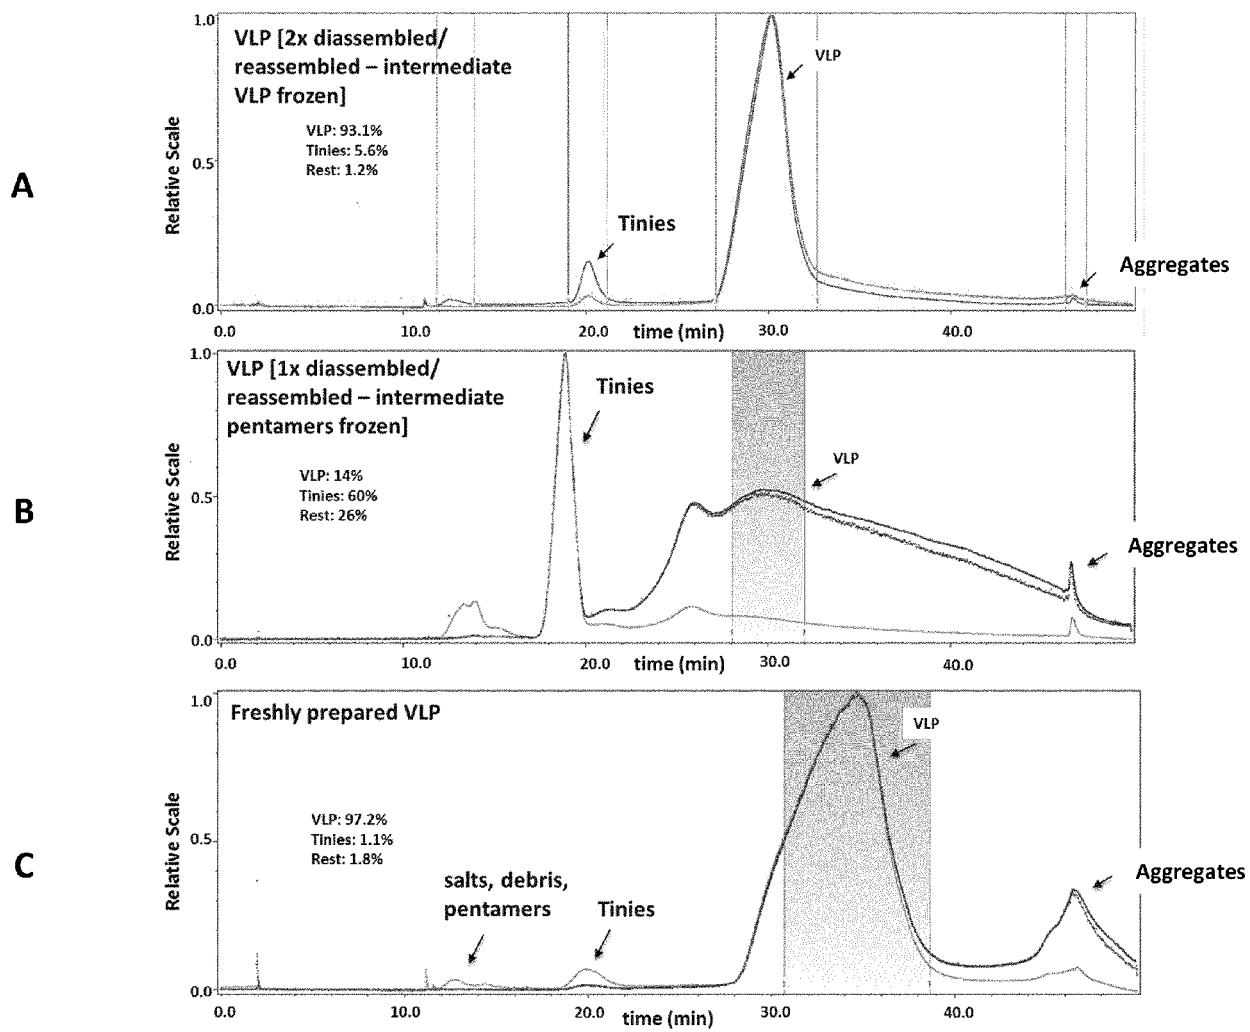 A
VLP [2x diassembled/
reassembled – intermediate
VLP frozen]
VLP: 93.1%
Tinies: 5.6%
Rest: 1.2%
VLP
Tinies
Aggregates
Relative Scale
1.0
0.5
0.0
0.0 10.0 20.0 30.0 40.0
time (min)
B
VLP [1x diassembled/
reassembled – intermediate
pentamers frozen]
VLP: 14%
Tinies: 60%
Rest: 26%
Tinies
VLP
Aggregates
Relative Scale
1.0
0.5
0.0
0.0 10.0 20.0 30.0 40.0
time (min)
C
Freshly prepared VLP
VLP: 97.2%
Tinies: 1.1%
Rest: 1.8%
salts, debris,
pentamers
Tinies
VLP
Aggregates
Relative Scale
1.0
0.5
0.0
0.0 10.0 20.0 30.0 40.0
time (min)